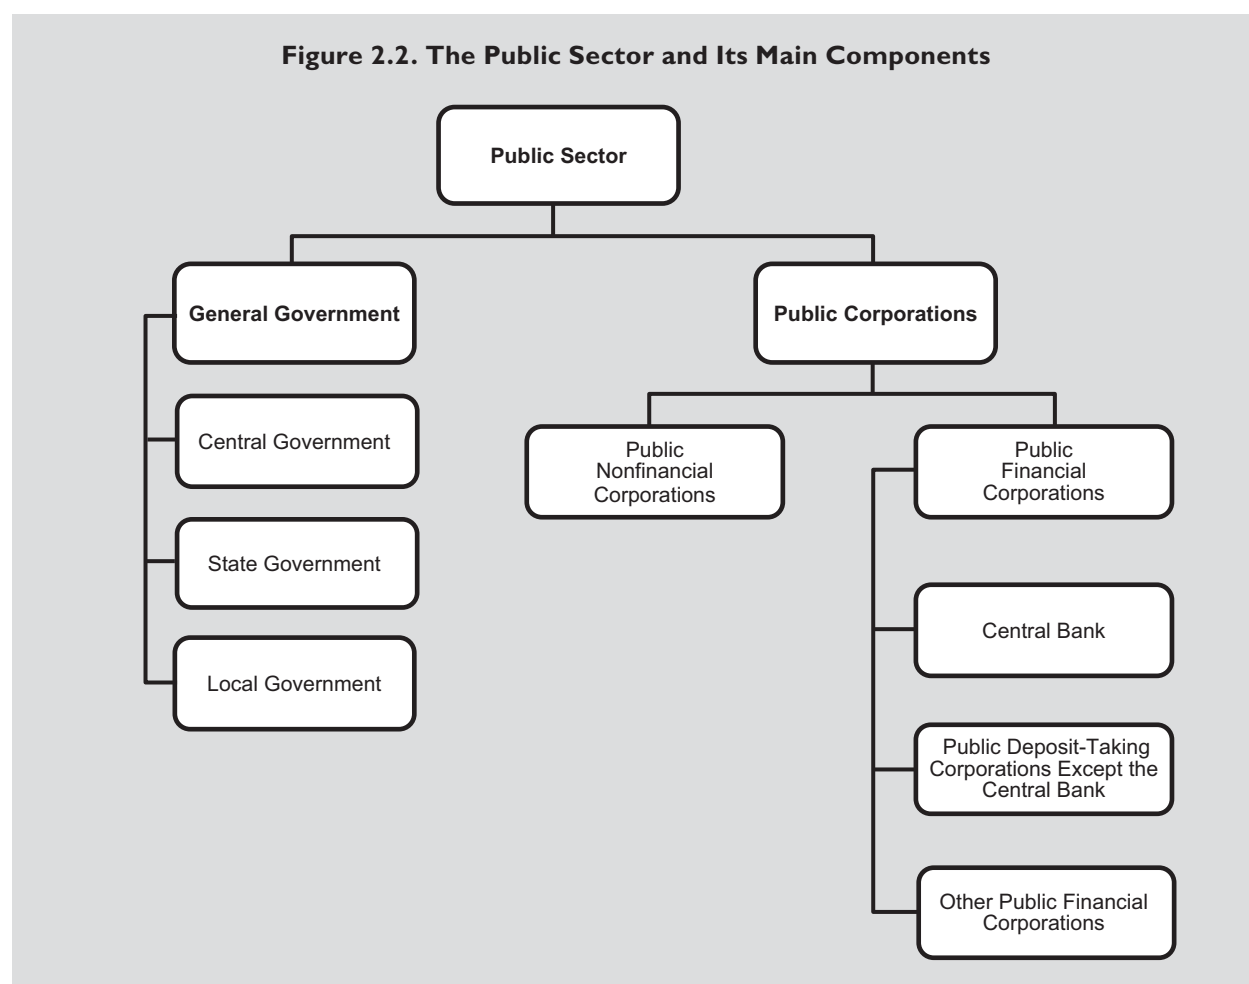 Figure 2.2. The Public Sector and Its Main Components
Public Sector
General Government
Public Corporations
Central Government
State Government
Local Government
Public
Nonfinancial
Corporations
Public
Financial
Corporations
Central Bank
Public Deposit-Taking
Corporations Except the
Central Bank
Other Public Financial
Corporations